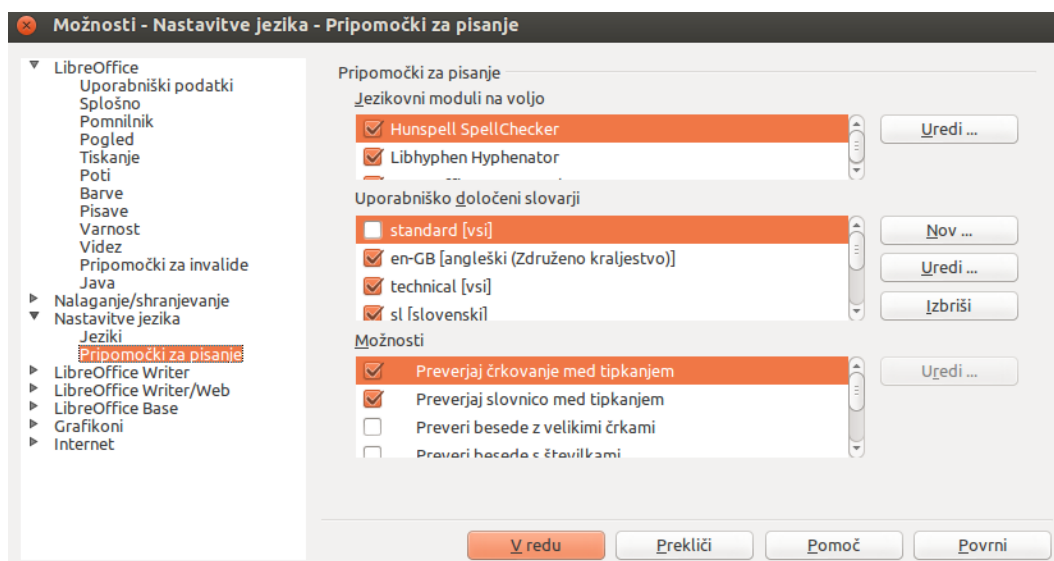 Možnosti - Nastavitve jezika - Pripomočki za pisanje
LibreOffice
Uporabniški podatki
Splošno
Pomnilnik
Pogled
Tiskanje
Poti
Barve
Pisave
Varnost
Videz
Pripomočki za invalide
Java
Nalaganje/shranjevanje
Nastavitve jezika
Jeziki
Pripomočki za pisanje
LibreOffice Writer
LibreOffice Writer/Web
LibreOffice Base
Grafikoni
Internet
Pripomočki za pisanje
Jezikovni moduli na voljo
Hunspell SpellChecker
Libhyphen Hyphenator
Uredi ...
Uporabniško določeni slovarji
standard [vsi]
en-GB [angleški (Združeno kraljestvo)]
technical [vsi]
sl [slovenski]
Nov ...
Uredi ...
Izbriši
Možnosti
Preverjaj črkovanje med tipkanjem
Preverjaj slovnico med tipkanjem
Preveri besede z velikimi črkami
Preveri besede s številkami
Uredi ...
V redu
Prekliči
Pomoč
Povrni